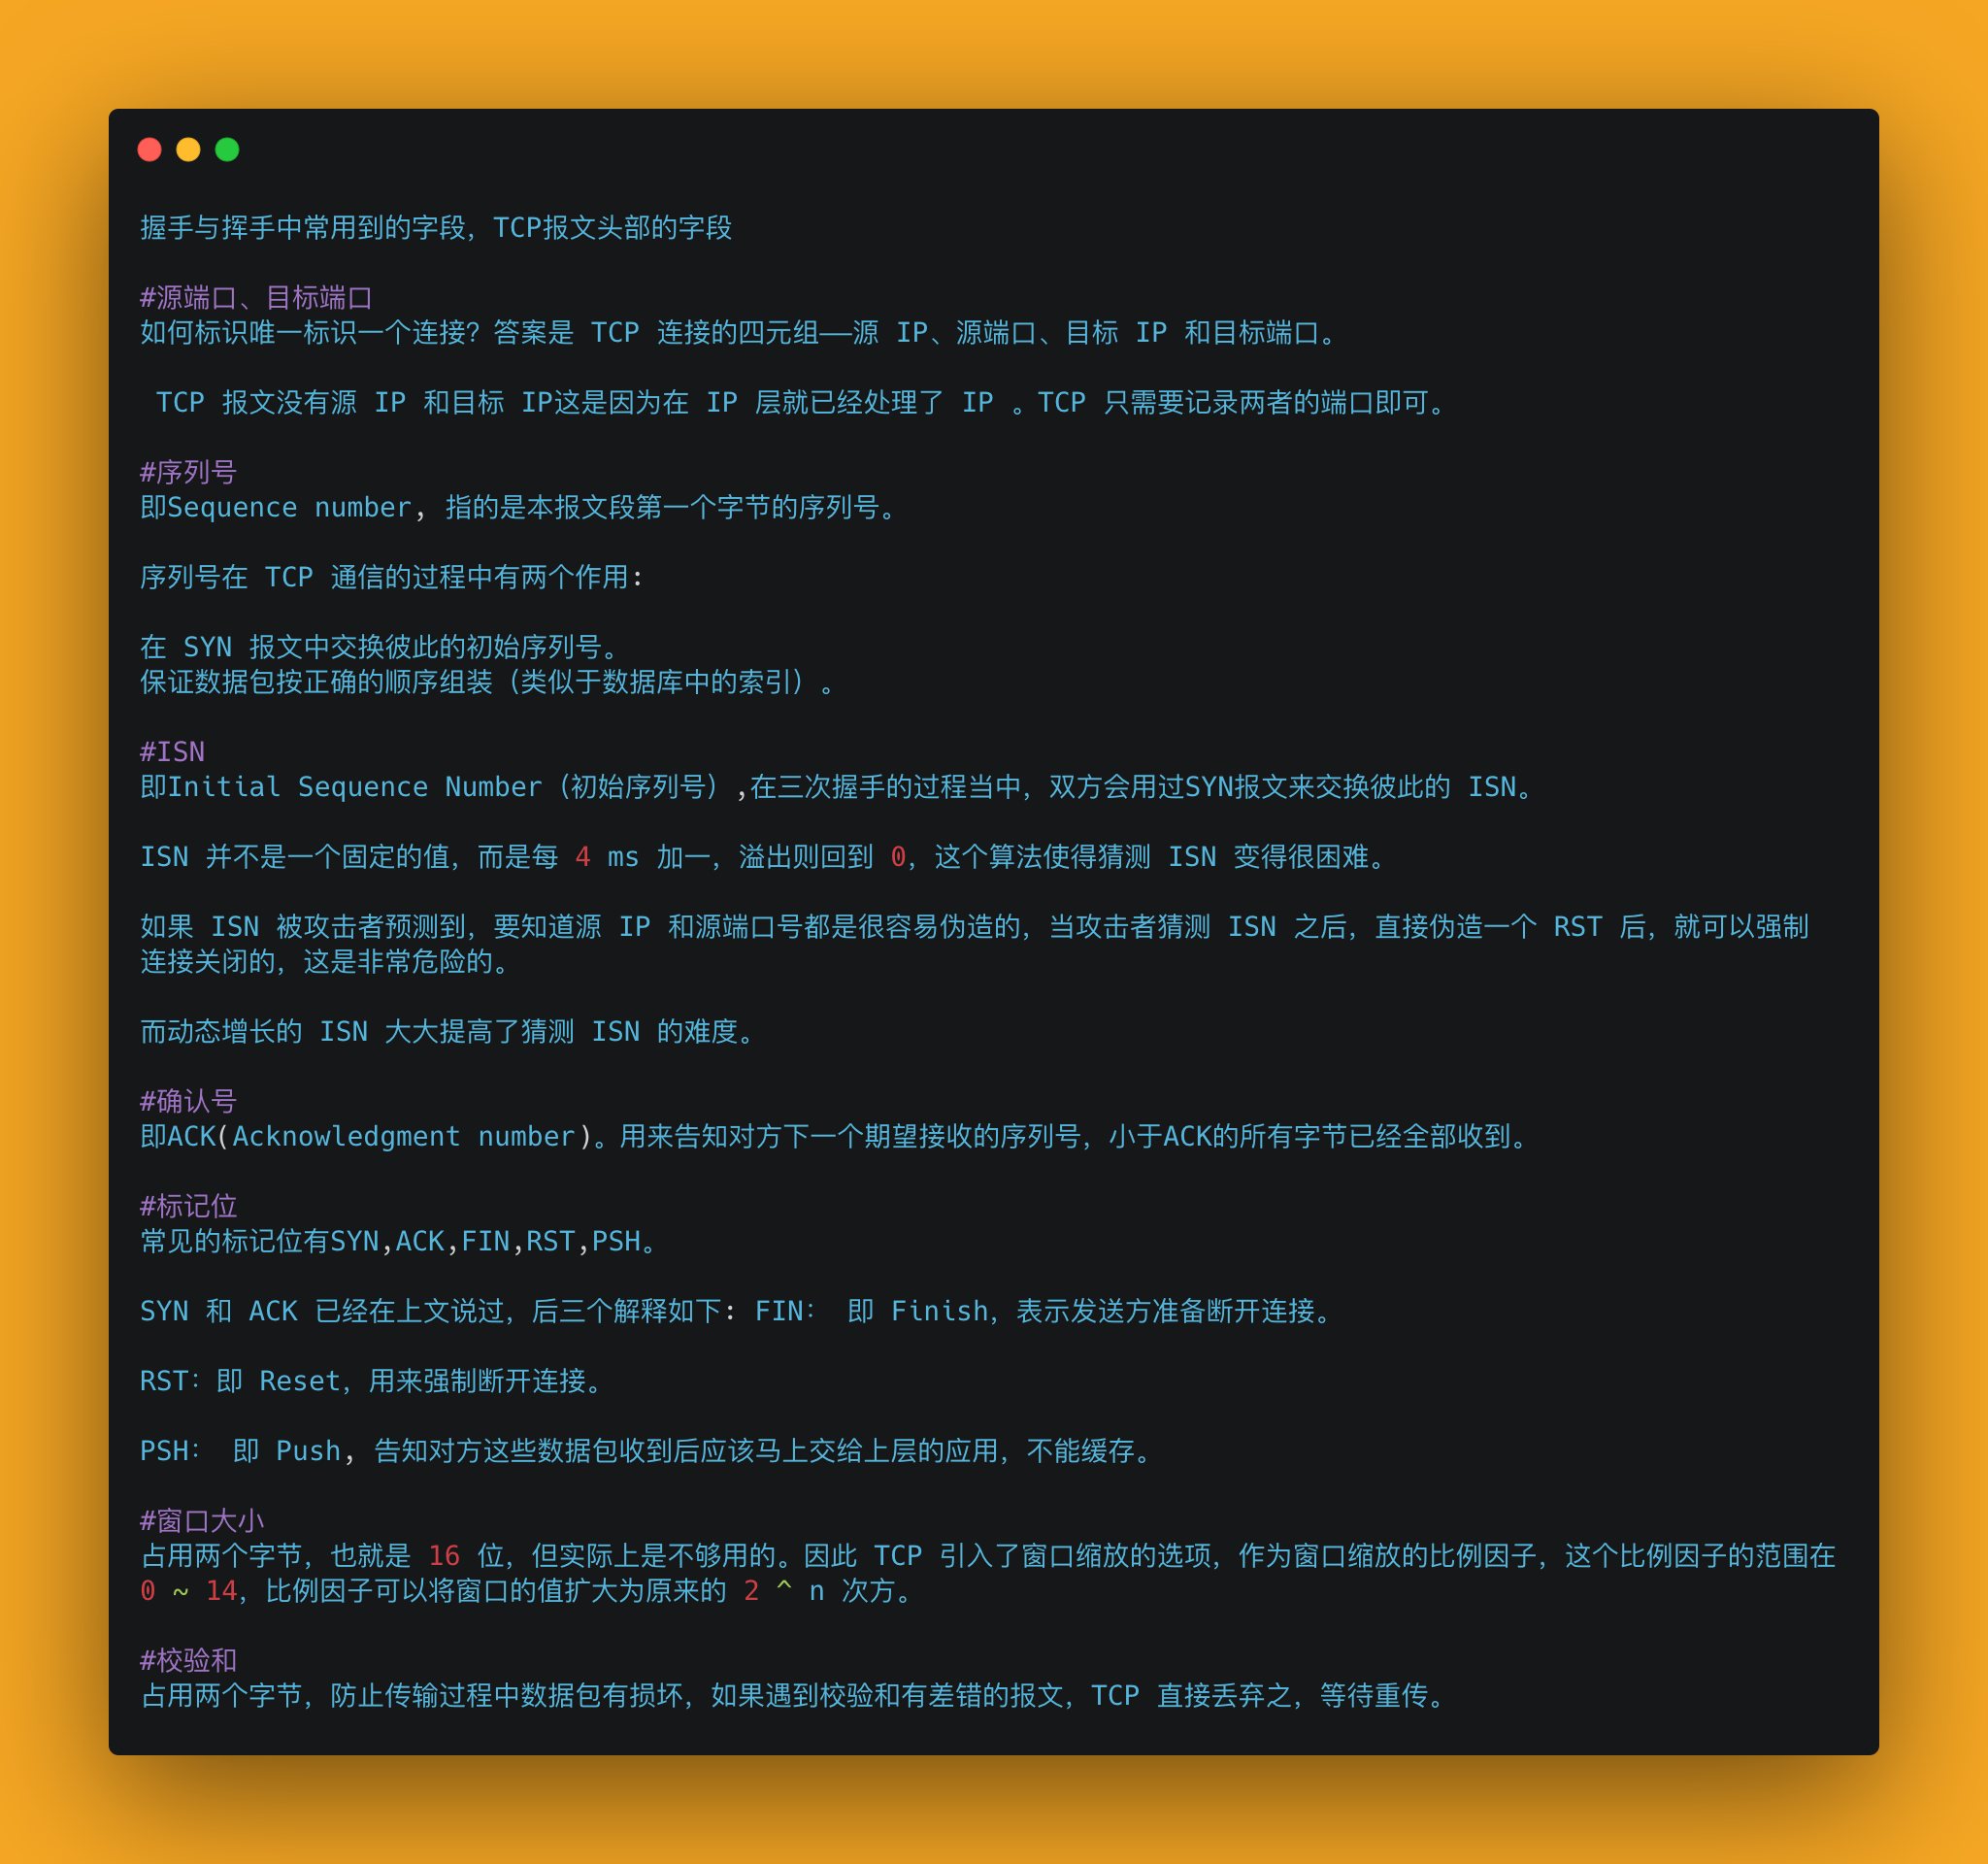 握手与挥手中常用到的字段，TCP报文头部的字段
#源端口、目标端口
如何标识唯一标识一个连接？答案是 TCP 连接的四元组——源 IP、源端口、目标 IP 和目标端口。
TCP 报文没有源 IP 和目标 IP这是因为在 IP 层就已经处理了 IP 。TCP 只需要记录两者的端口即可。
#序列号
即Sequence number, 指的是本报文段第一个字节的序列号。
序列号在 TCP 通信的过程中有两个作用:
在 SYN 报文中交换彼此的初始序列号。
保证数据包按正确的顺序组装（类似于数据库中的索引）。
#ISN
即Initial Sequence Number（初始序列号）,在三次握手的过程当中，双方会用过SYN报文来交换彼此的 ISN。
ISN 并不是一个固定的值，而是每 4 ms 加一，溢出则回到 0，这个算法使得猜测 ISN 变得很困难。
如果 ISN 被攻击者预测到，要知道源 IP 和源端口号都是很容易伪造的，当攻击者猜测 ISN 之后，直接伪造一个 RST 后，就可以强制
连接关闭的，这是非常危险的。
而动态增长的 ISN 大大提高了猜测 ISN 的难度。
#确认号
即ACK(Acknowledgment number)。用来告知对方下一个期望接收的序列号，小于ACK的所有字节已经全部收到。
#标记位
常见的标记位有SYN,ACK,FIN,RST,PSH。
SYN 和 ACK 已经在上文说过，后三个解释如下: FIN： 即 Finish，表示发送方准备断开连接。
RST：即 Reset，用来强制断开连接。
PSH： 即 Push, 告知对方这些数据包收到后应该马上交给上层的应用，不能缓存。
#窗口大小
占用两个字节，也就是 16 位，但实际上是不够用的。因此 TCP 引入了窗口缩放的选项，作为窗口缩放的比例因子，这个比例因子的范围在
0 ~ 14，比例因子可以将窗口的值扩大为原来的 2 ^ n 次方。
#校验和
占用两个字节，防止传输过程中数据包有损坏，如果遇到校验和有差错的报文，TCP 直接丢弃之，等待重传。